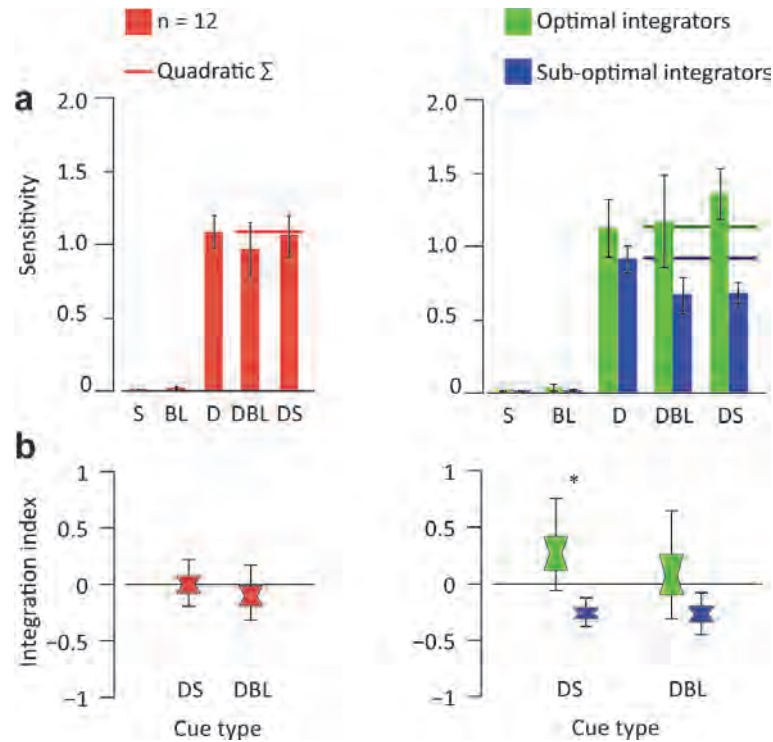 n = 12
Quadratic Σ
Optimal integrators
Sub-optimal integrators
a
Sensitivity
2.0
1.5
1.0
0.5
0
S BL D DBL DS
2.0
1.5
1.0
0.5
0
S BL D DBL DS
b
Integration index
1
0.5
0
−0.5
−1
DS DBL
Cue type
1
0.5
0
−0.5
−1
*
DS DBL
Cue type